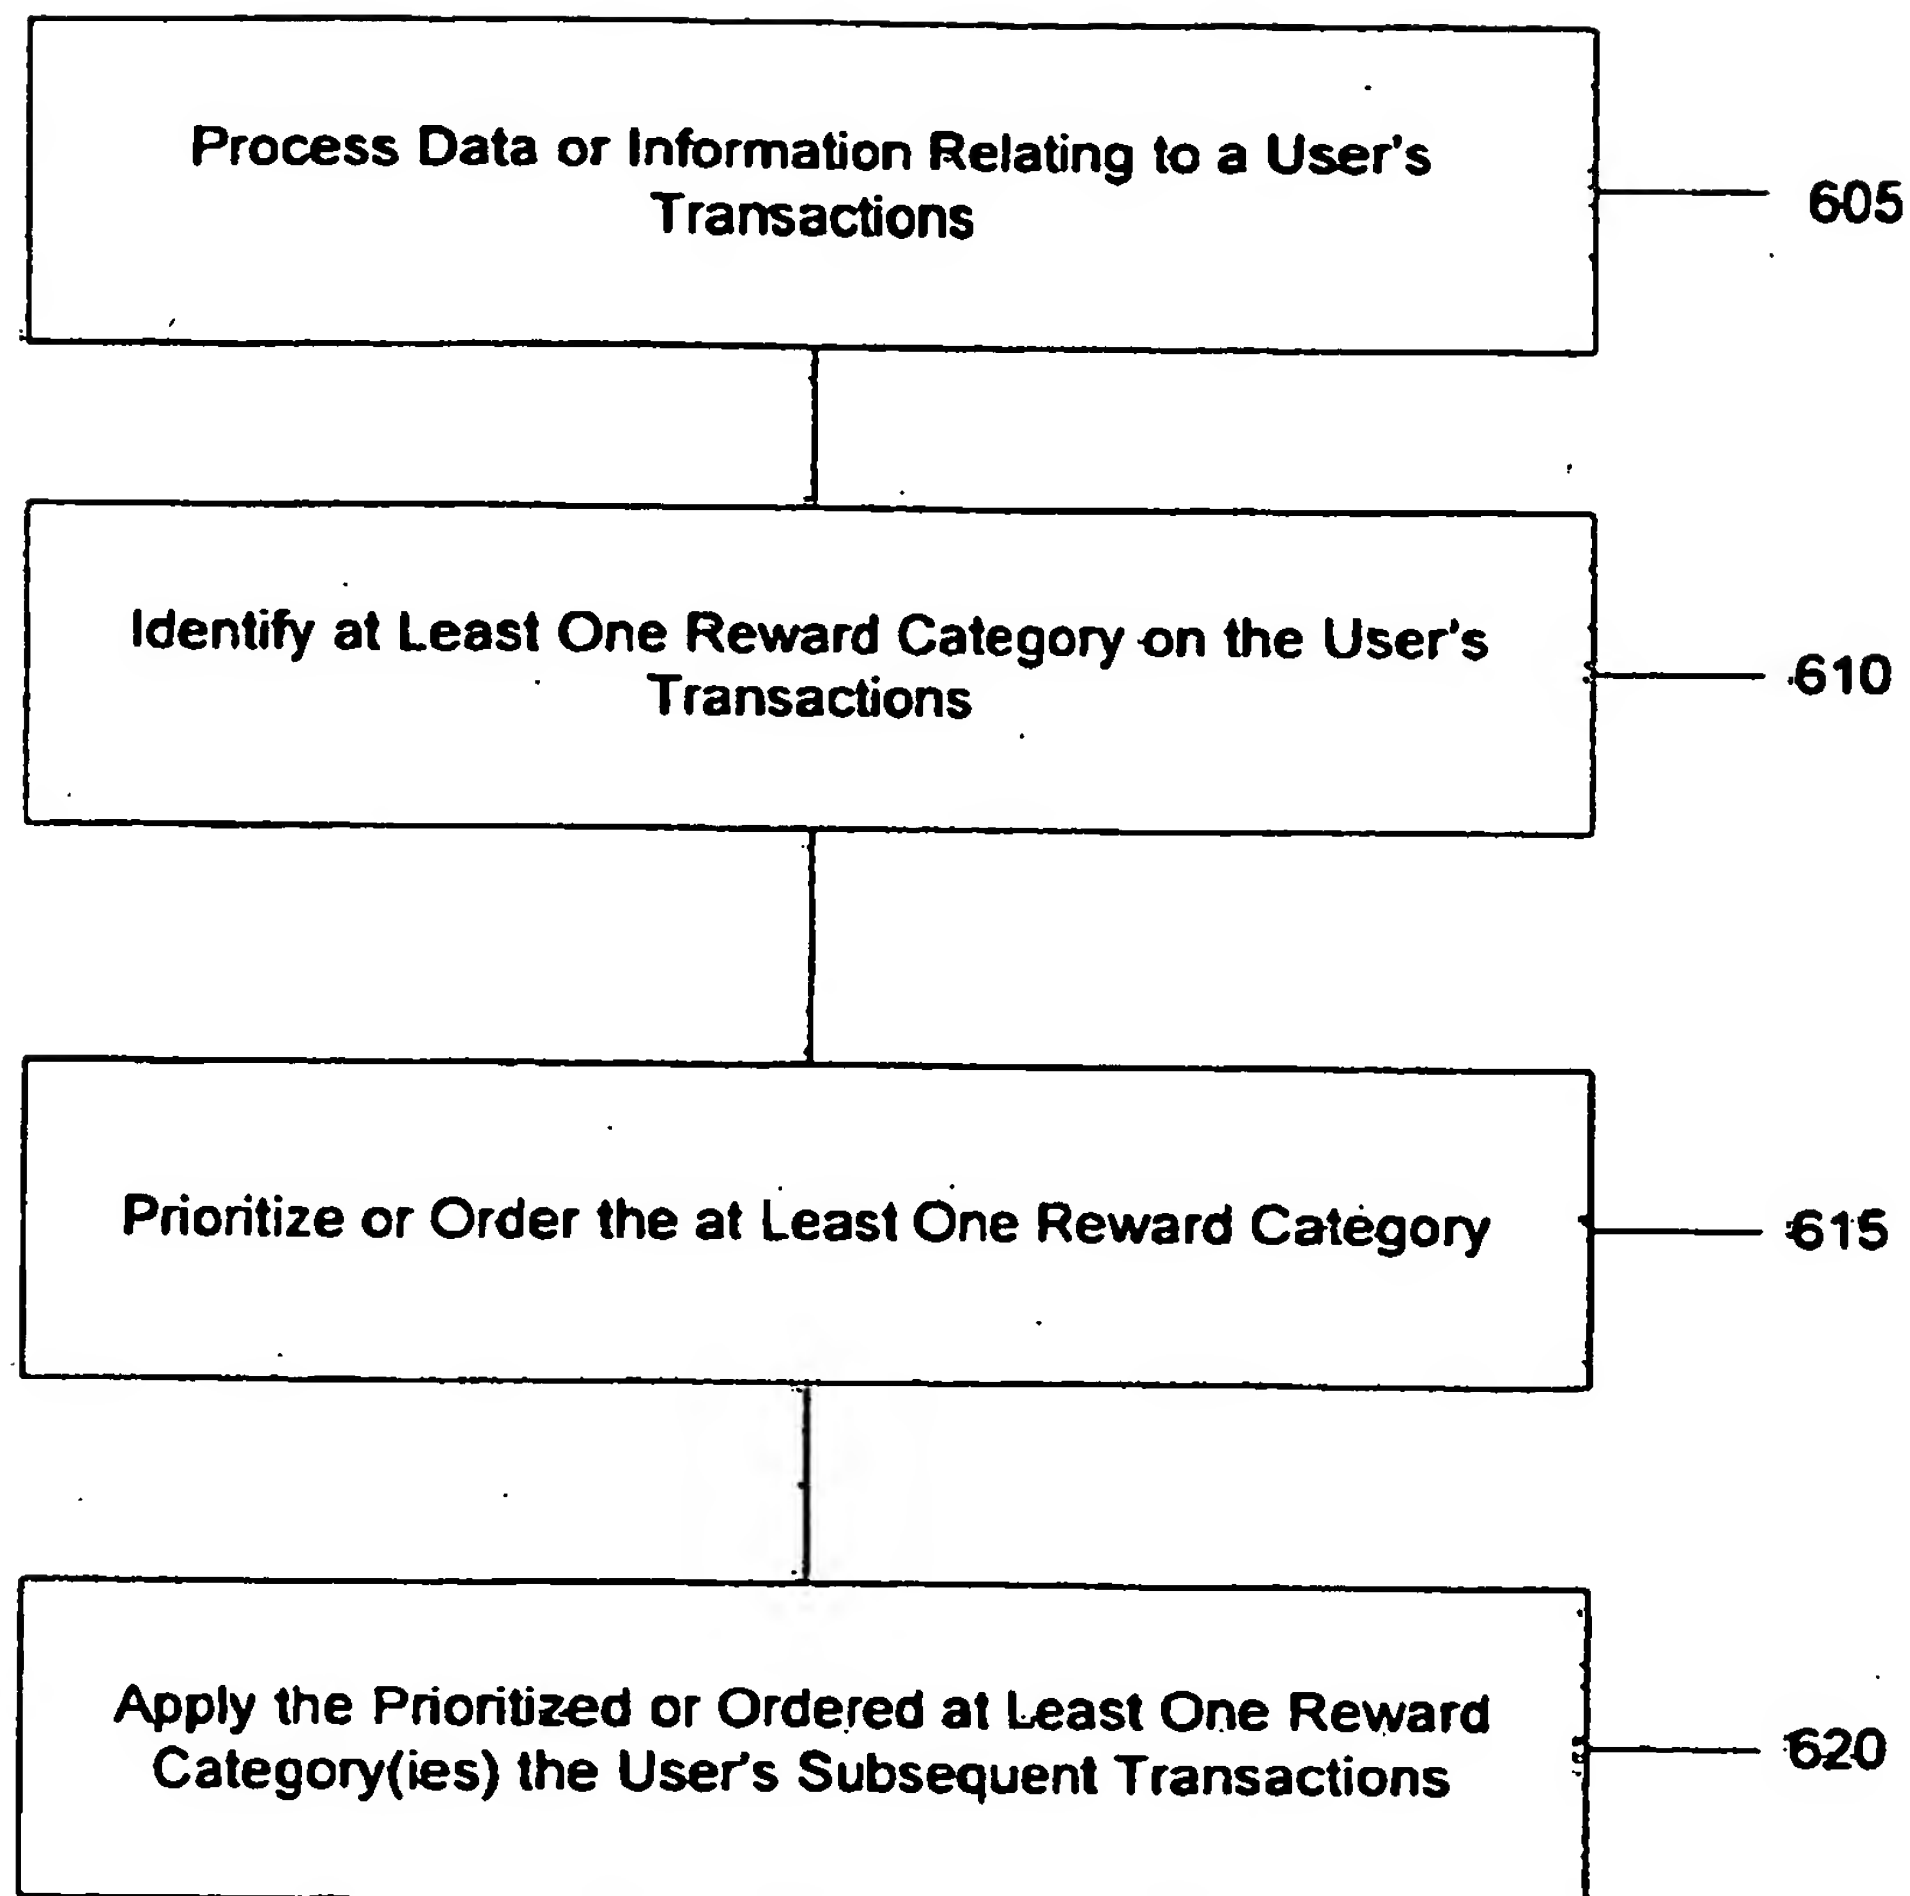 Process Data or Information Relating to a User's
Transactions
605
Identify at Least One Reward Category on the User's
Transactions
610
Prioritize or Order the at Least One Reward Category
615
Apply the Prioritized or Ordered at Least One Reward
Category(ies) the User's Subsequent Transactions
620